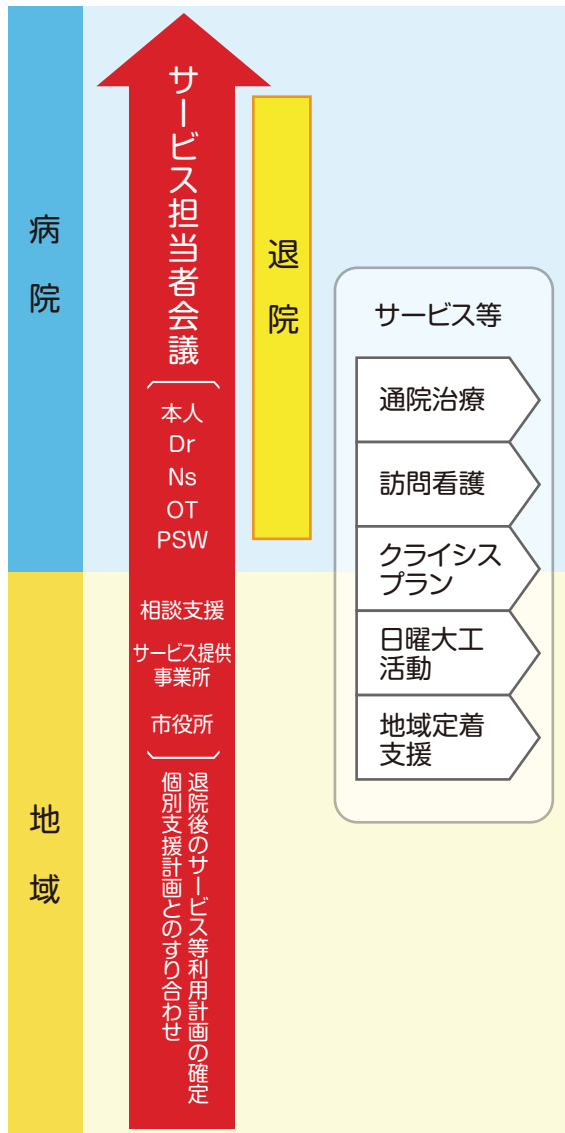 病院
地域
サービス担当者会議
本人
Dr
Ns
OT
PSW
相談支援
サービス提供
事業所
市役所
退院後のサービス等利用計画の確定
個別支援計画とのすり合わせ
退院
サービス等
通院治療
訪問看護
クライシス
プラン
日曜大工
活動
地域定着
支援